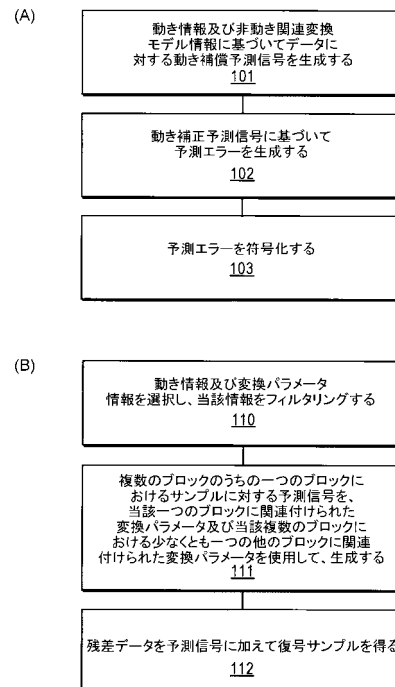 (A)
動き情報及び非動き関連変換
モデル情報に基づいてデータに
対する動き補償予測信号を生成する
101
動き補正予測信号に基づいて
予測エラーを生成する
102
予測エラーを符号化する
103
(B)
動き情報及び変換パラメータ
情報を選択し、当該情報をフィルタリングする
110
複数のブロックのうちの一つのブロックに
おけるサンプルに対する予測信号を、
当該一つのブロックに関連付けられた
変換パラメータ及び当該複数のブロックに
おける少なくとも一つの他のブロックに関連
付けられた変換パラメータを使用して、生成する
111
残差データを予測信号に加えて復号サンプルを得る
112